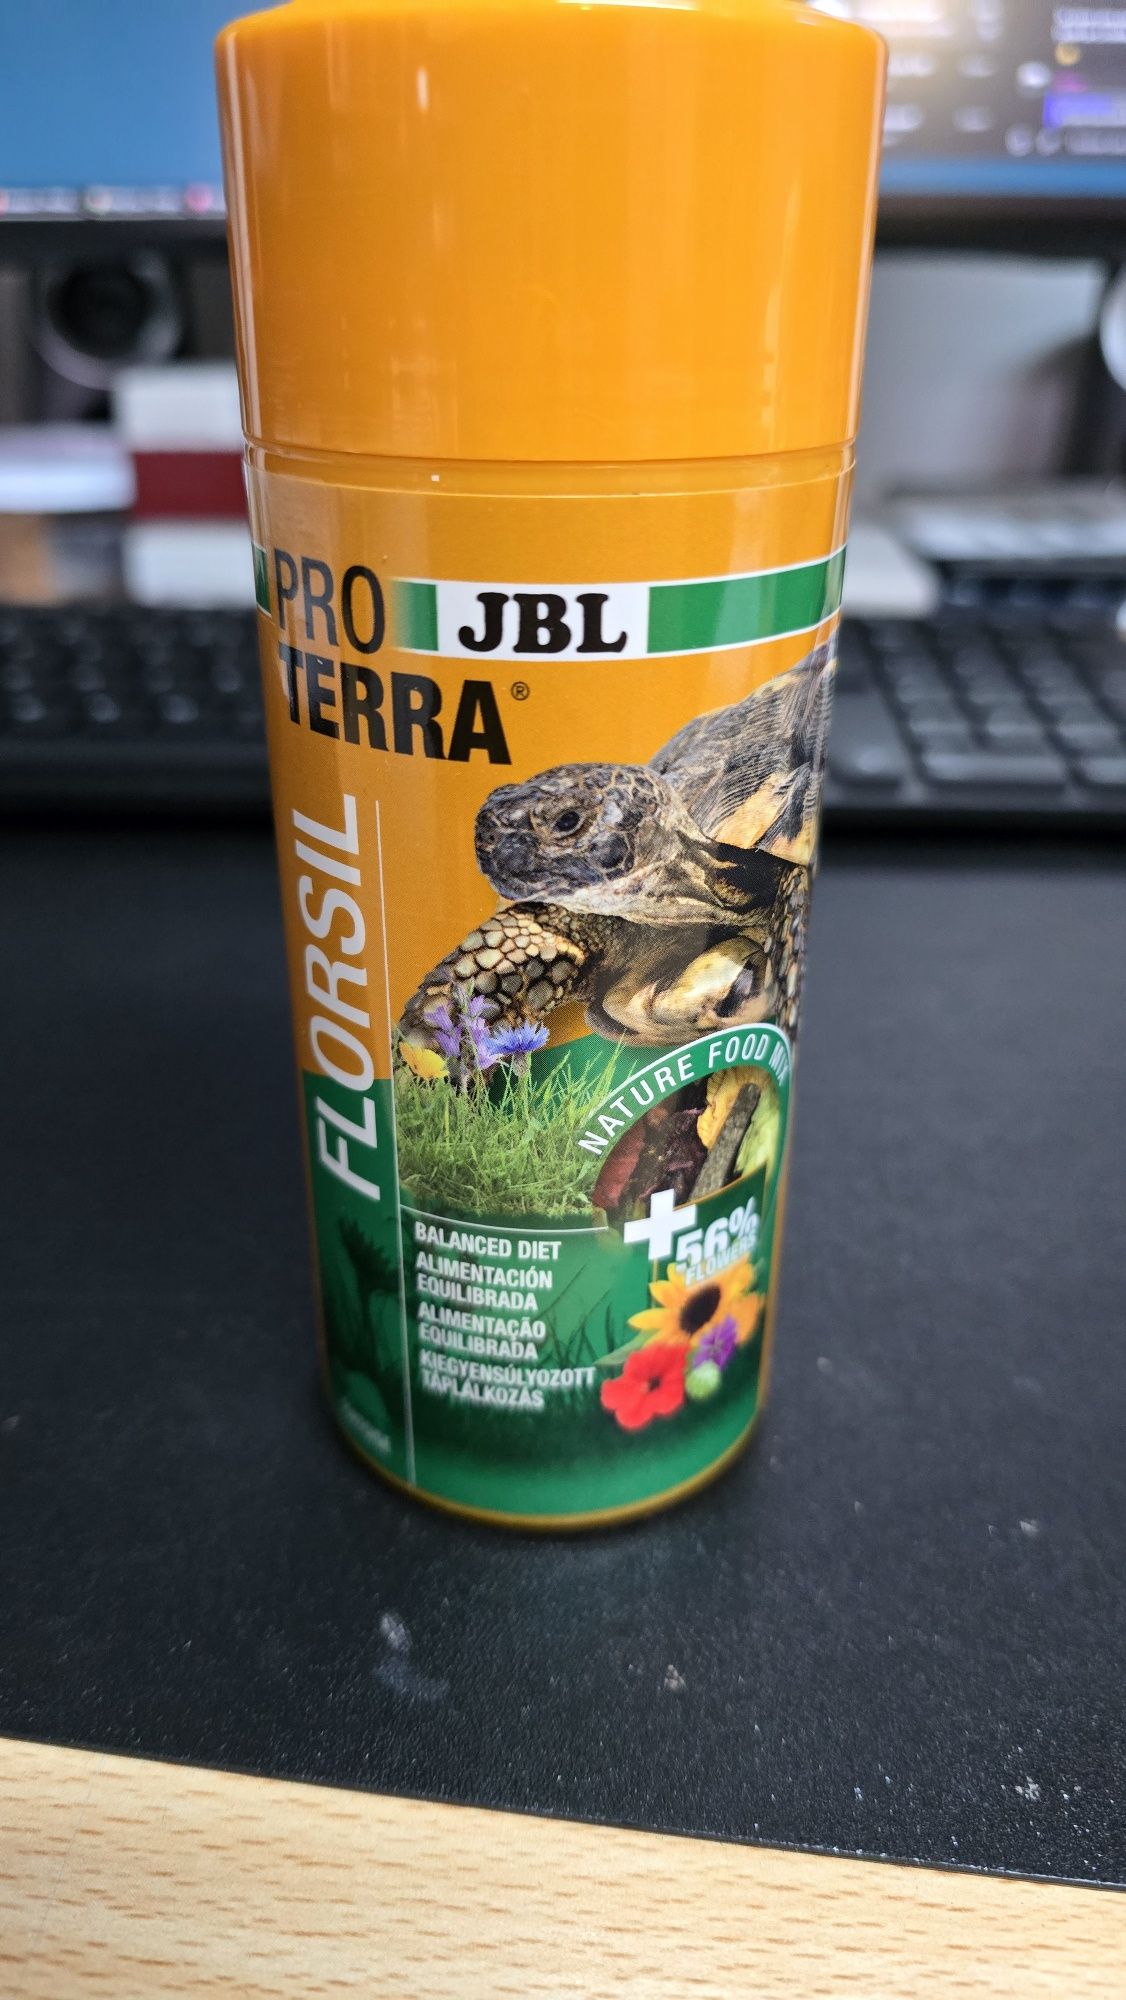 PRO
TERRA®
JBL
FLORSIL
NATURE FOOD MIX
+56%
FLOWERS
BALANCED DIET
ALIMENTACIÓN
EQUILIBRADA
ALIMENTAÇÃO
EQUILIBRADA
KIEGYENSÚLYOZOTT
TÁPLÁLKOZÁS